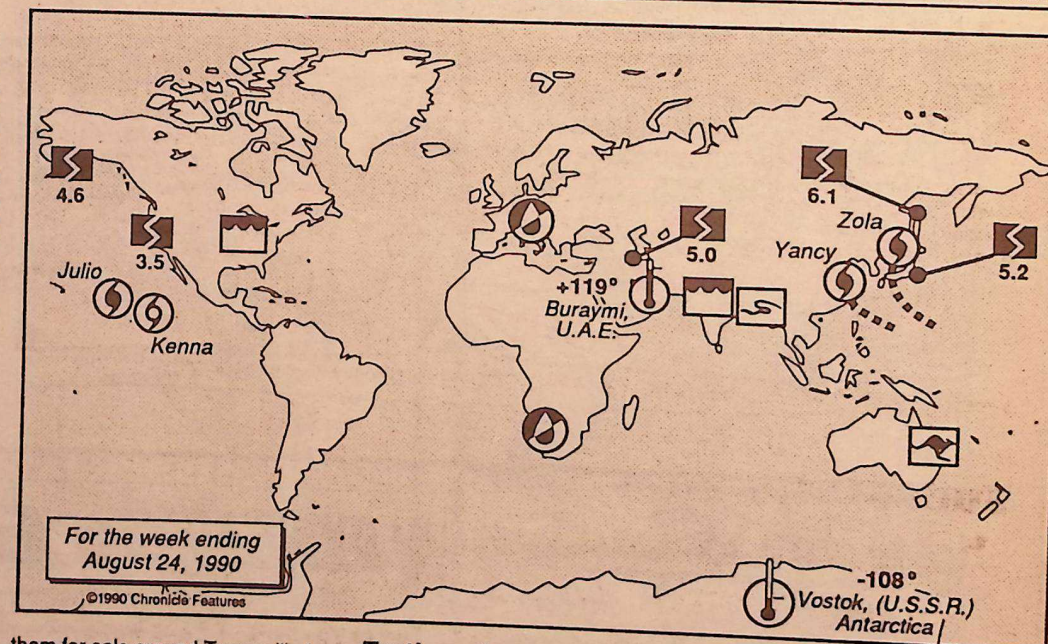 4.6
3.5
Julio
Kenna
+119°
Buraymi,
U.A.E.
5.0
6.1
Zola
Yancy
5.2
For the week ending
August 24, 1990
©1990 Chronicle Features
-108°
Vostok, (U.S.S.R.)
Antarctica